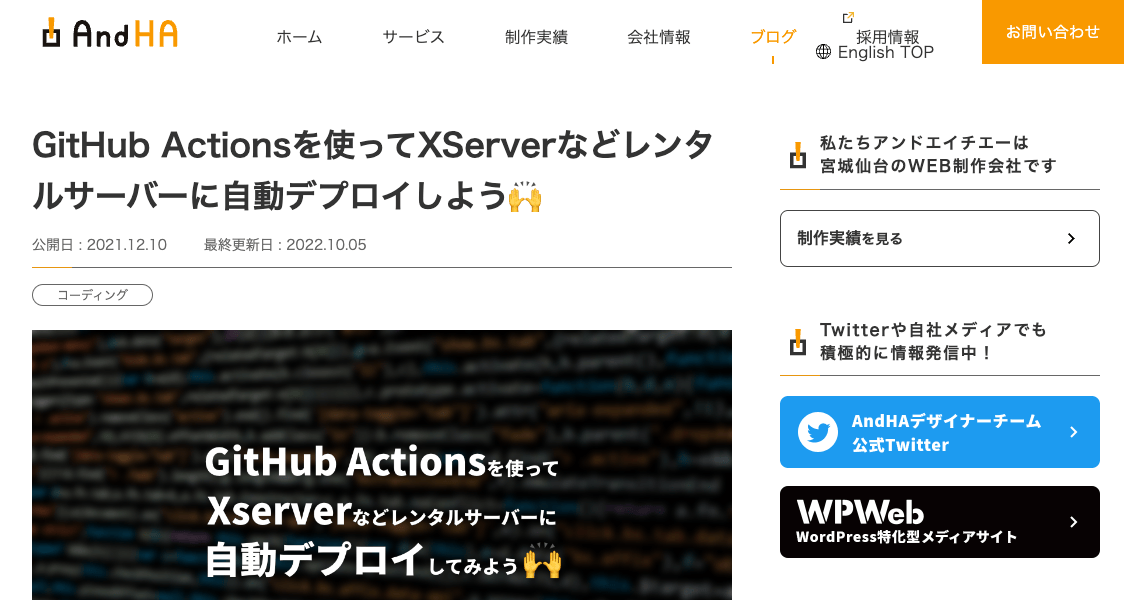 AndHA
ホーム
サービス
制作実績
会社情報
ブログ
採用情報
English TOP
お問い合わせ
GitHub Actionsを使ってXServerなどレンタ
ルサーバーに自動デプロイしよう🙌
公開日 : 2021.12.10
最終更新日 : 2022.10.05
コーディング
GitHub Actionsを使って
Xserverなどレンタルサーバーに
自動デプロイしてみよう🙌
私たちアンドエイチエーは
宮城仙台のWEB制作会社です
制作実績を見る
Twitterや自社メディアでも
積極的に情報発信中！
AndHAデザイナーチーム
公式Twitter
WPWeb
WordPress特化型メディアサイト